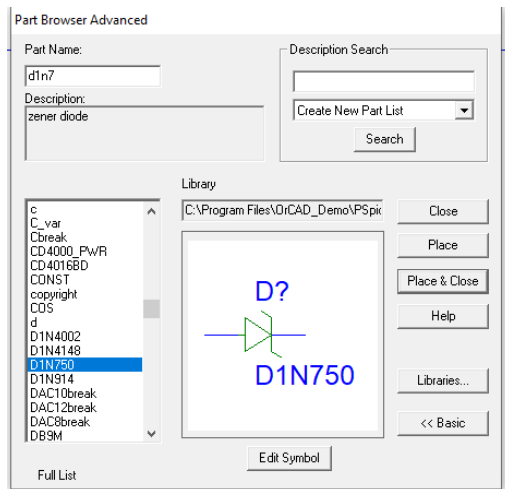 Part Browser Advanced
Part Name:
d1n7
Description:
zener diode
Description Search
Create New Part List
Search
Library
C:\Program Files\OrCAD_Demo\PSpic
c
C_var
Cbreak
CD4000_PWR
CD4016BD
CONST
copyright
COS
d
D1N4002
D1N4148
D1N750
D1N914
DAC10break
DAC12break
DAC8break
DB9M
D?
D1N750
Close
Place
Place & Close
Help
Libraries...
<< Basic
Full List
Edit Symbol